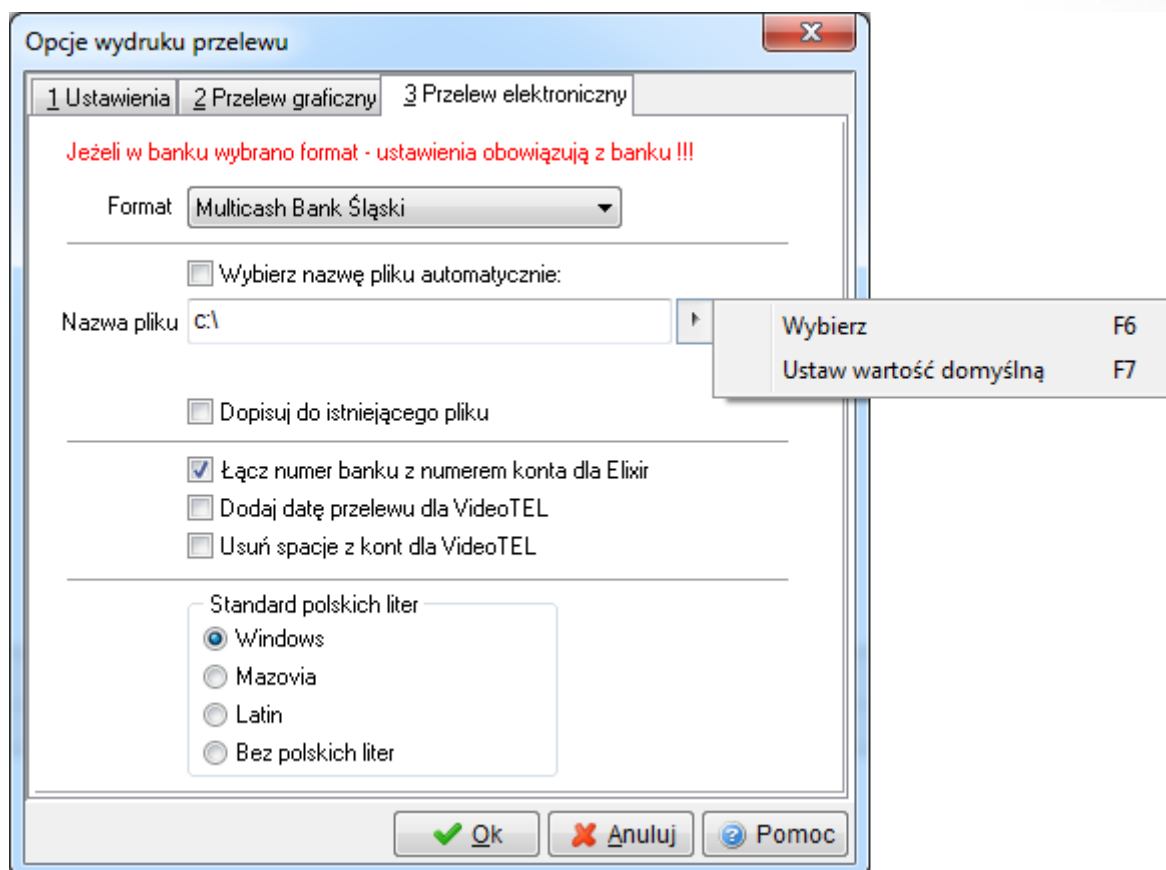 Opcje wydruku przelewu
1 Ustawienia 2 Przelew graficzny 3 Przelew elektroniczny
Jeżeli w banku wybrano format - ustawienia obowiązują z banku !!!
Format Multicash Bank Śląski
Wybierz nazwę pliku automatycznie:
Nazwa pliku c:\
Wybierz F6
Ustaw wartość domyślną F7
Dopisuj do istniejącego pliku
Łącz numer banku z numerem konta dla Elixir
Dodaj datę przelewu dla VideoTEL
Usuń spacje z kont dla VideoTEL
Standard polskich liter
Windows
Mazovia
Latin
Bez polskich liter
Ok Anuluj Pomoc